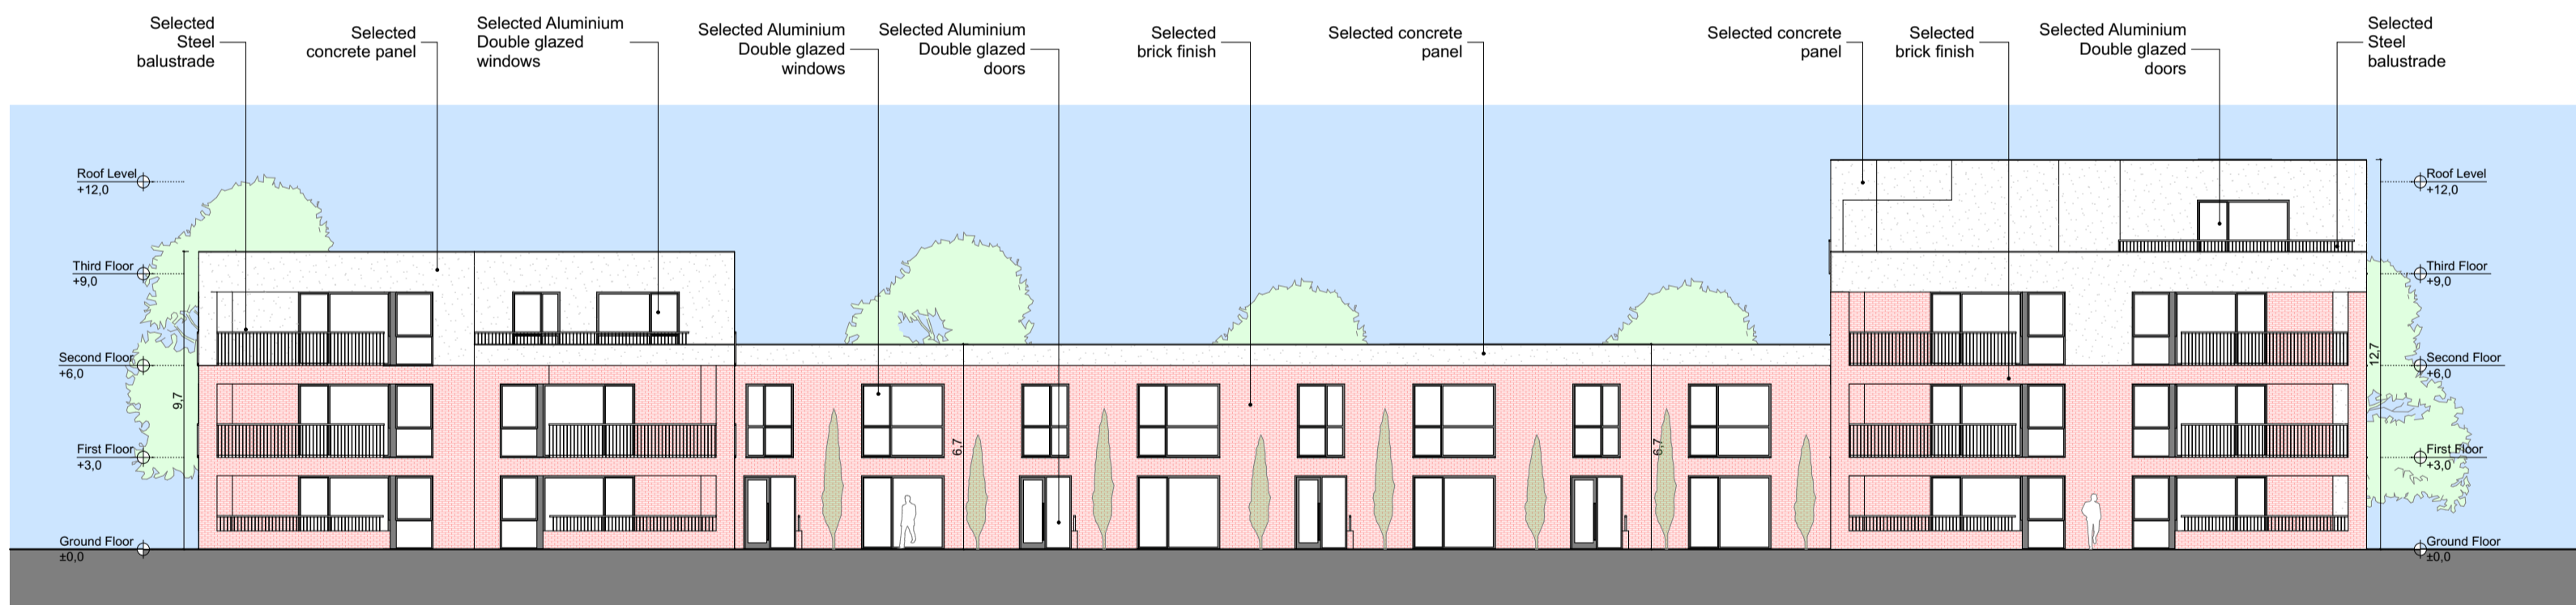 Selected
Steel
balustrade
Selected
concrete panel
Selected Aluminium
Double glazed
windows
Selected Aluminium
Double glazed
windows
Selected Aluminium
Double glazed
doors
Selected
brick finish
Selected concrete
panel
Selected concrete
panel
Selected
brick finish
Selected Aluminium
Double glazed
doors
Selected
Steel
balustrade
Roof Level
+12,0
Third Floor
+9,0
Second Floor
+6,0
First Floor
+3,0
Ground Floor
±0,0
9,7
6,7
6,7
12,7
Roof Level
+12,0
Third Floor
+9,0
Second Floor
+6,0
First Floor
+3,0
Ground Floor
±0,0